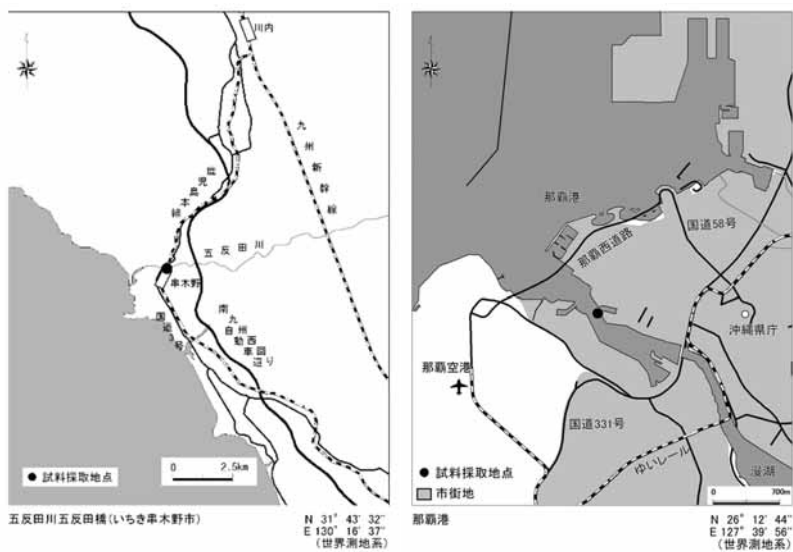 川内
九州新幹線
鹿児島本線
五反田川
串木野
国道3号
南九州西回り
自動車道
● 試料採取地点
0 2.5km
五反田川五反田橋(いちき串木野市)
N 31° 43′ 32″
E 130° 16′ 37″
(世界測地系)
那覇港
国道58号
那覇西道路
沖縄県庁
那覇空港
国道331号
ゆいレール
漫湖
● 試料採取地点
市街地
0 700m
那覇港
N 26° 12′ 44″
E 127° 39′ 56″
(世界測地系)